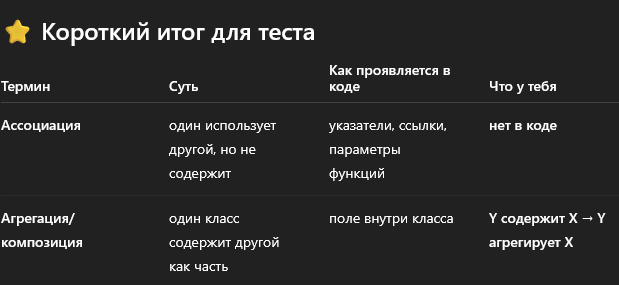 ⭐ Короткий итог для теста
Термин Суть Как проявляется в коде Что у тебя
Ассоциация один использует другой, но не содержит указатели, ссылки, параметры функций нет в коде
Агрегация/композиция один класс содержит другой как часть поле внутри класса Y содержит X → Y агрегирует X